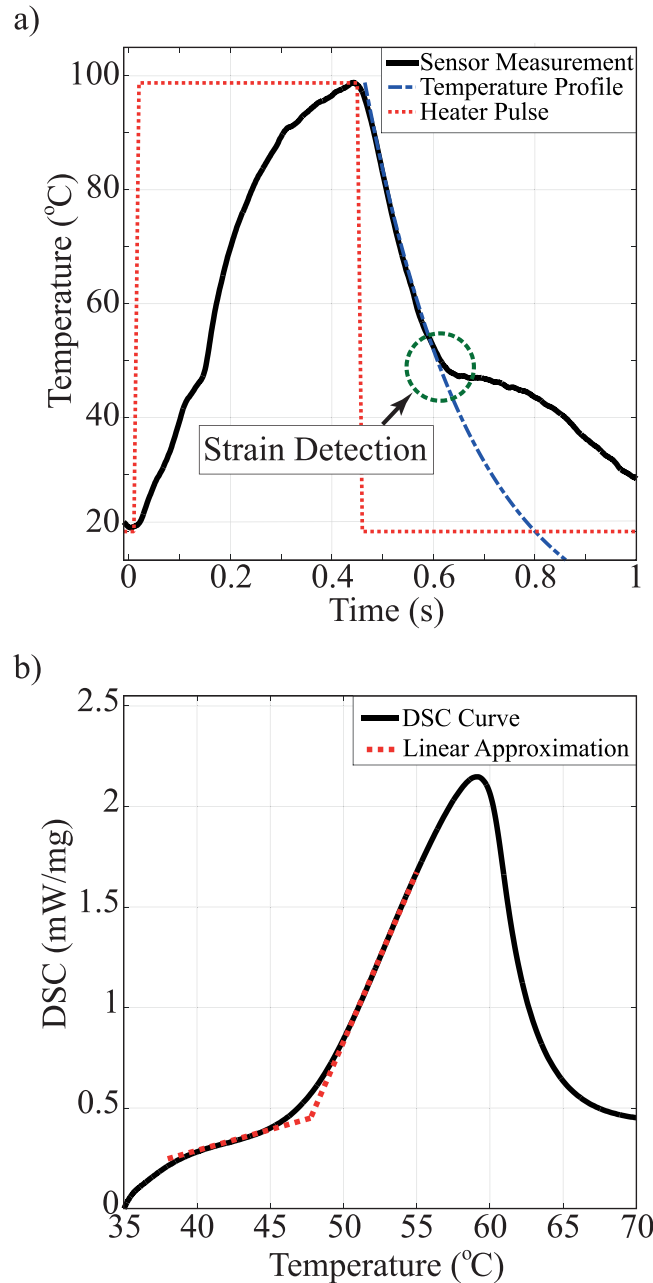 a)
Sensor Measurement
Temperature Profile
Heater Pulse
100
80
60
40
20
Temperature (°C)
Strain Detection
0
0.2
0.4
0.6
0.8
1
Time (s)
b)
DSC Curve
Linear Approximation
2.5
2
1.5
1
0.5
0
DSC (mW/mg)
35
40
45
50
55
60
65
70
Temperature (°C)